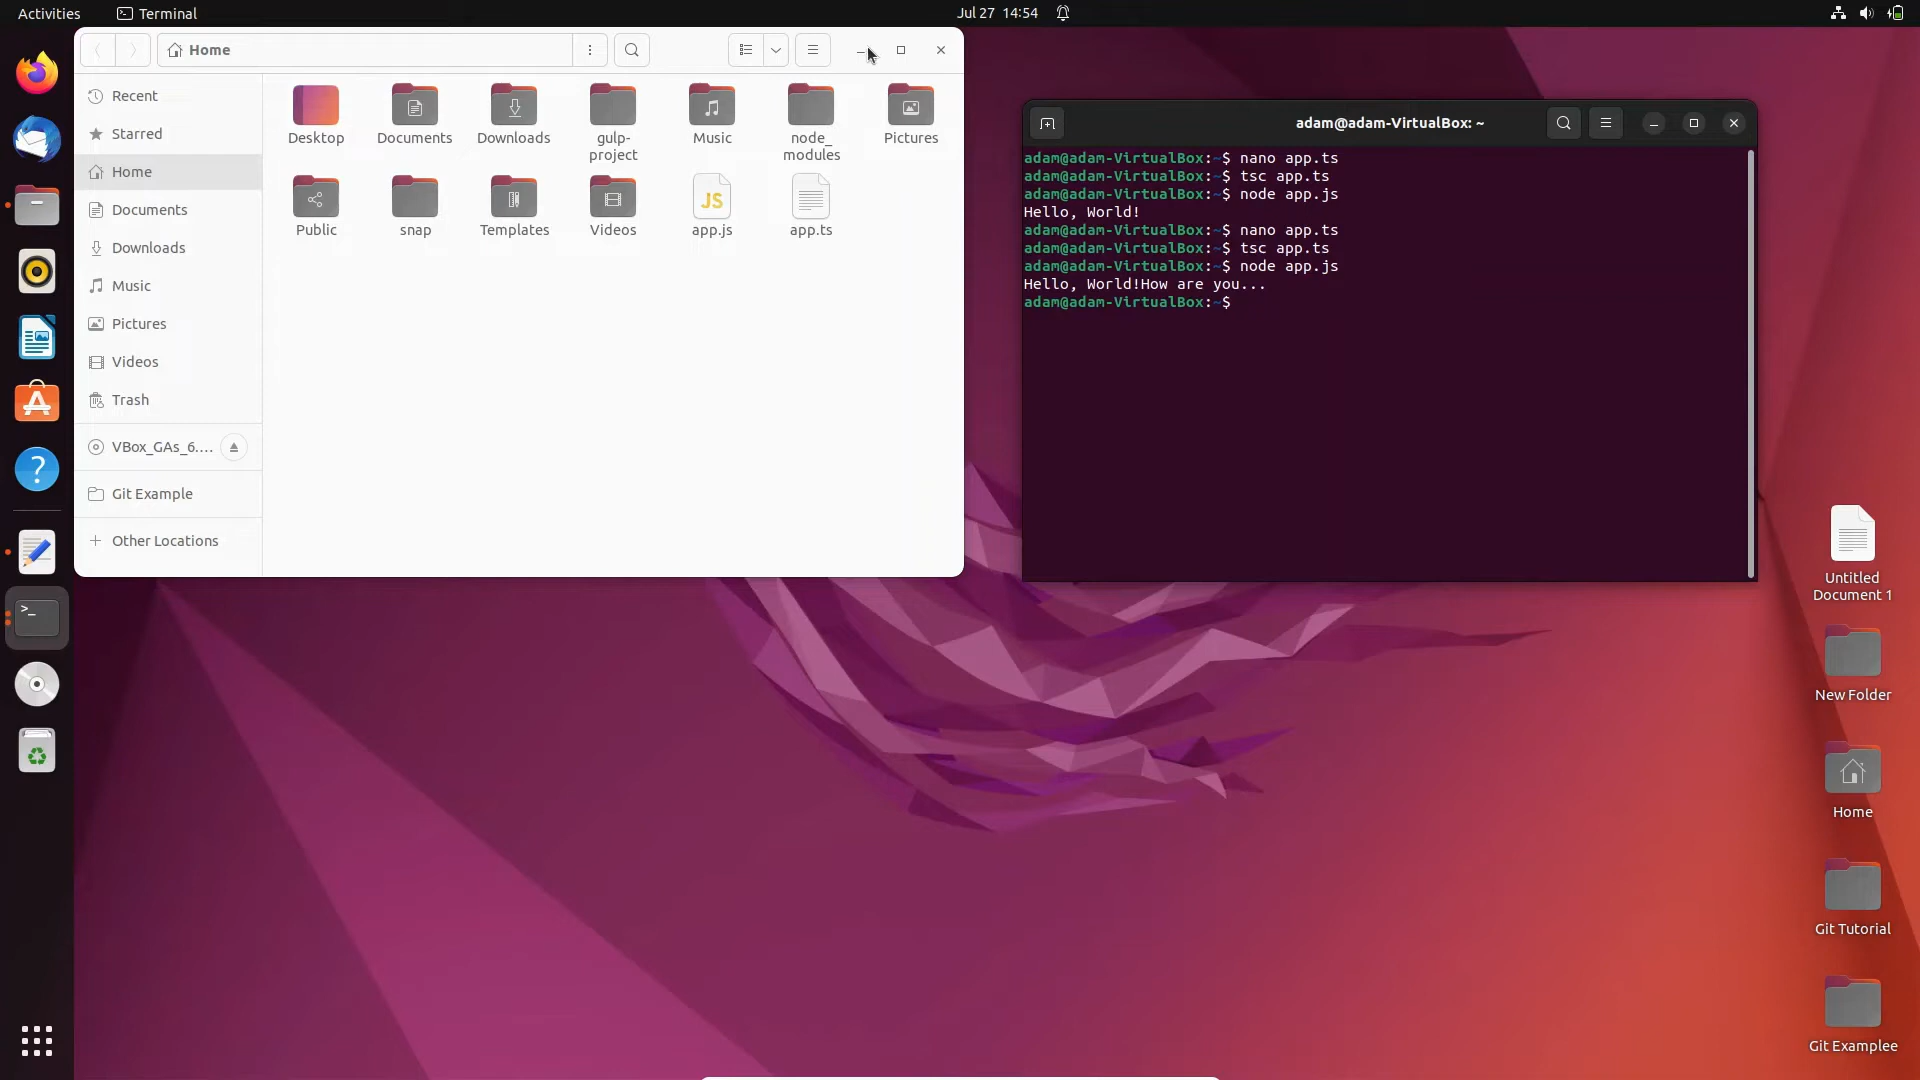 Activities
Terminal
Jul 27 14:54
Home
Recent
Starred
Home
Documents
Downloads
Music
Pictures
Videos
Trash
VBox_GAs_6....
Git Example
Other Locations
Desktop
Documents
Downloads
gulp-
project
Music
node_
modules
Pictures
Public
snap
Templates
Videos
JS
app.js
app.ts
adam@adam-VirtualBox: ~
adam@adam-VirtualBox:~$ nano app.ts
adam@adam-VirtualBox:~$ tsc app.ts
adam@adam-VirtualBox:~$ node app.js
Hello, World!
adam@adam-VirtualBox:~$ nano app.ts
adam@adam-VirtualBox:~$ tsc app.ts
adam@adam-VirtualBox:~$ node app.js
Hello, World!How are you...
adam@adam-VirtualBox:~$
Untitled
Document 1
New Folder
Home
Git Tutorial
Git Examplee